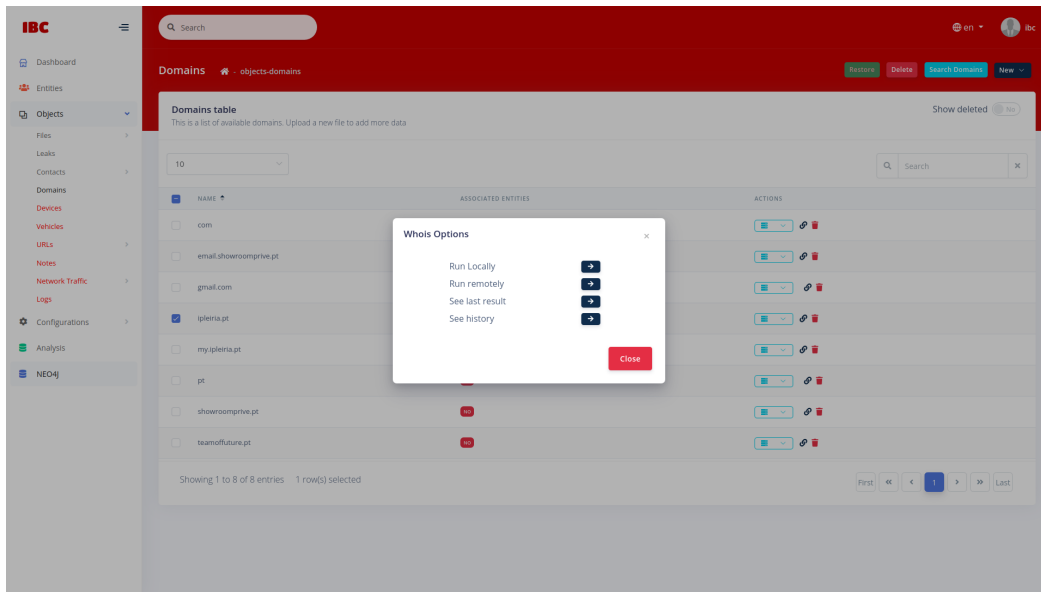 IBC
Search
en
ibc
Dashboard
Entities
Objects
Files
Leaks
Contacts
Domains
Devices
Vehicles
URLs
Notes
Network Traffic
Logs
Configurations
Analysis
NEO4J
Domains - objects-domains
Restore Delete Search Domains New
Domains table
This is a list of available domains. Upload a new file to add more data
Show deleted No
10
Search
NAME ASSOCIATED ENTITIES ACTIONS
com
email.showroomprive.pt
gmail.com
ipleiria.pt
my.ipleiria.pt
pt
showroomprive.pt NO
teamoffuture.pt NO
Whois Options
Run Locally
Run remotely
See last result
See history
Close
Showing 1 to 8 of 8 entries 1 row(s) selected
First 1 Last